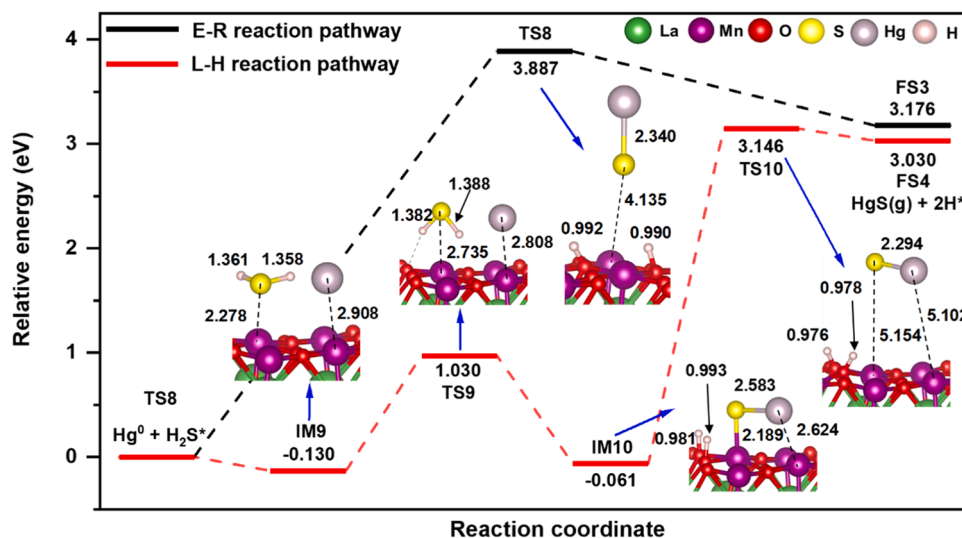 E-R reaction pathway
L-H reaction pathway
La Mn O S Hg H
Relative energy (eV)
4
3
2
1
0
TS8
3.887
FS3
3.176
3.146
TS10
3.030
FS4
HgS(g) + 2H*
2.340
4.135
0.992
0.990
1.388
1.382
2.735
2.808
1.361
1.358
2.278
2.908
2.294
0.978
5.102
5.154
0.976
1.030
TS9
TS8
Hg⁰ + H₂S*
IM9
-0.130
IM10
-0.061
0.993
0.981
2.583
2.189
2.624
Reaction coordinate